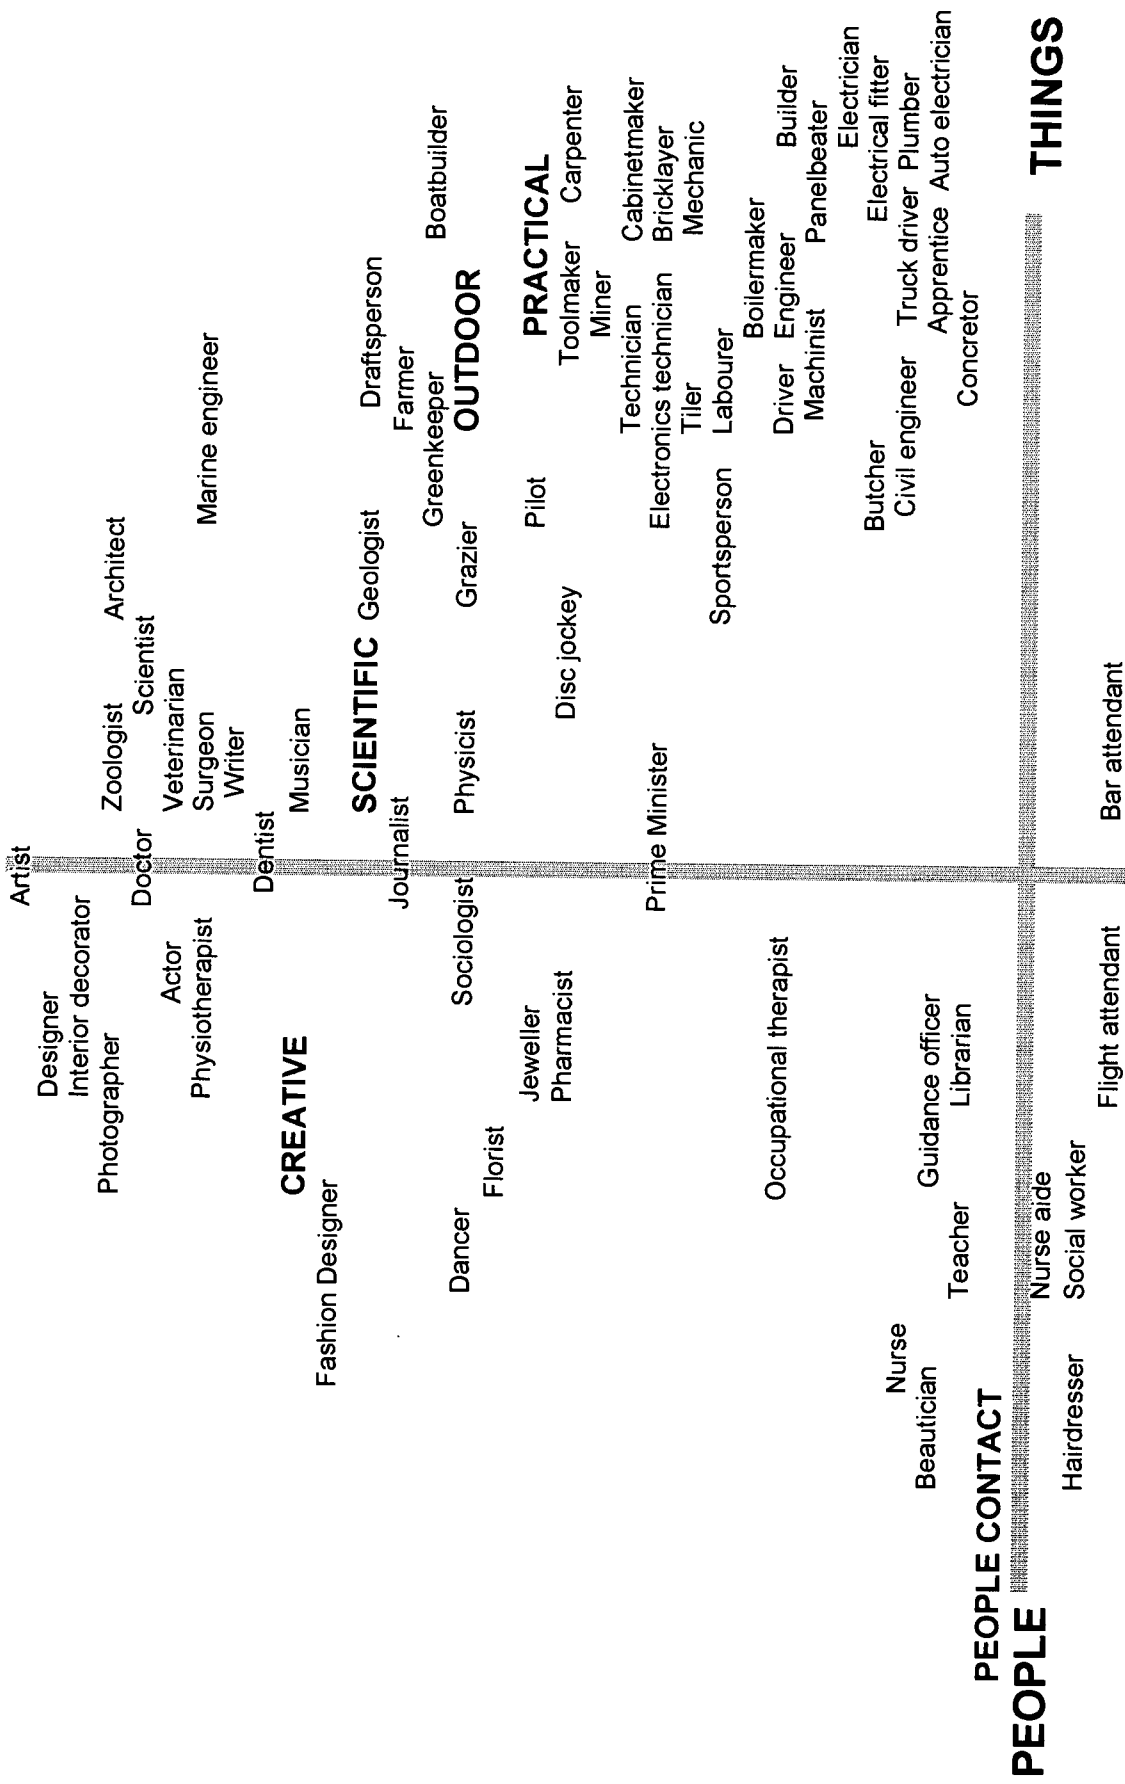 Artist
Designer
Interior decorator
Photographer
Zoologist
Architect
Doctor
Scientist
Actor
Veterinarian
Physiotherapist
Surgeon
Marine engineer
Writer
Dentist
CREATIVE
Musician
Fashion Designer
SCIENTIFIC
Geologist
Draftsperson
Journalist
Farmer
Greenkeeper
Boatbuilder
Dancer
Sociologist
Physicist
Grazier
OUTDOOR
Florist
Jeweller
Pilot
PRACTICAL
Pharmacist
Disc jockey
Toolmaker
Carpenter
Miner
Technician
Cabinetmaker
Prime Minister
Electronics technician
Bricklayer
Tiler
Mechanic
Sportsperson
Labourer
Boilermaker
Occupational therapist
Driver
Engineer
Builder
Machinist
Panelbeater
Electrician
Butcher
Electrical fitter
Nurse
Civil engineer
Truck driver
Plumber
Beautician
Guidance officer
Apprentice
Auto electrician
Teacher
Librarian
Concretor
PEOPLE CONTACT
PEOPLE
THINGS
Nurse aide
Hairdresser
Social worker
Flight attendant
Bar attendant